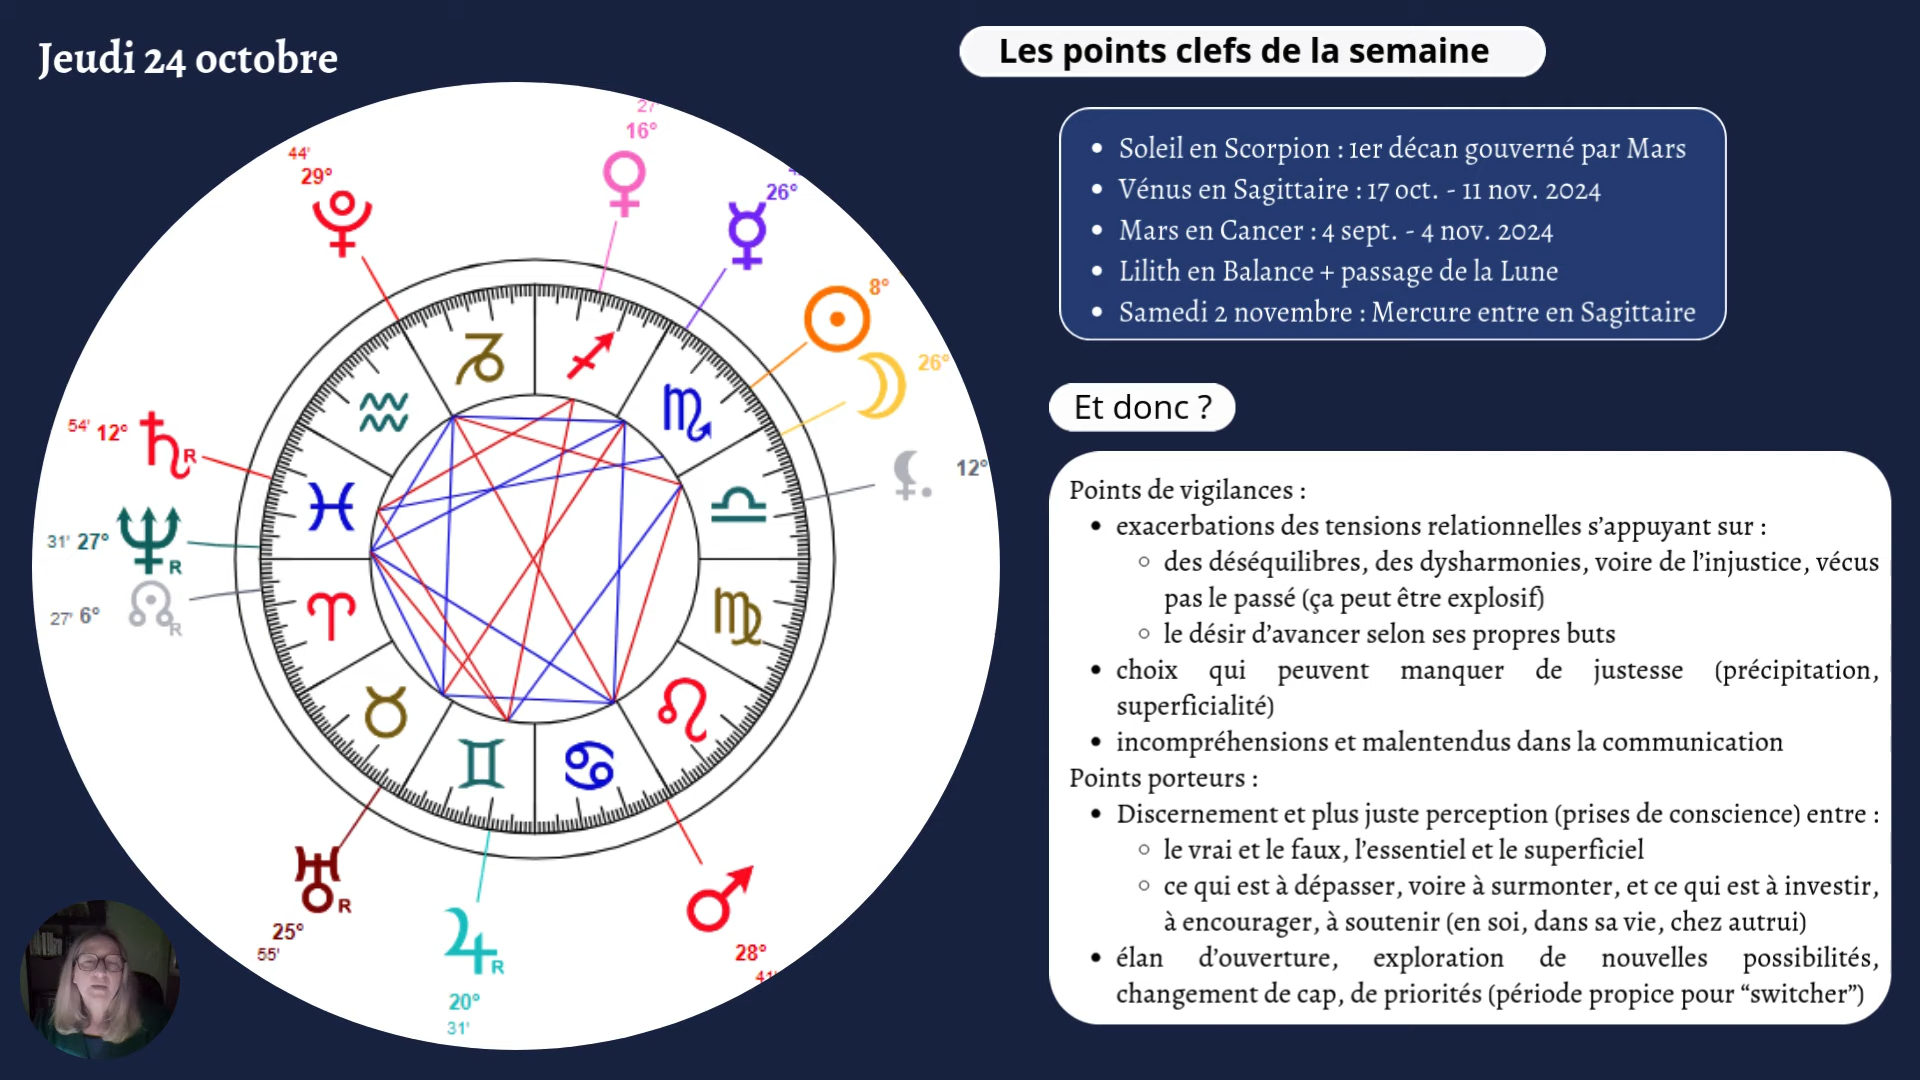 Jeudi 24 octobre
Les points clefs de la semaine
Soleil en Scorpion : 1er décan gouverné par Mars
Vénus en Sagittaire : 17 oct. - 11 nov. 2024
Mars en Cancer : 4 sept. - 4 nov. 2024
Lilith en Balance + passage de la Lune
Samedi 2 novembre : Mercure entre en Sagittaire
Et donc ?
Points de vigilances :
exacerbations des tensions relationnelles s’appuyant sur :
des déséquilibres, des dysharmonies, voire de l’injustice, vécus
pas le passé (ça peut être explosif)
le désir d’avancer selon ses propres buts
choix qui peuvent manquer de justesse (précipitation,
superficialité)
incompréhensions et malentendus dans la communication
Points porteurs :
Discernement et plus juste perception (prises de conscience) entre :
le vrai et le faux, l’essentiel et le superficiel
ce qui est à dépasser, voire à surmonter, et ce qui est à investir,
à encourager, à soutenir (en soi, dans sa vie, chez autrui)
élan d’ouverture, exploration de nouvelles possibilités,
changement de cap, de priorités (période propice pour “switcher”)
27'
16°
44'
29°
26°
8°
26°
12°
54' 12°
R
31' 27°
R
27' 6°
R
R
25°
55'
R
20°
31'
28°
41'